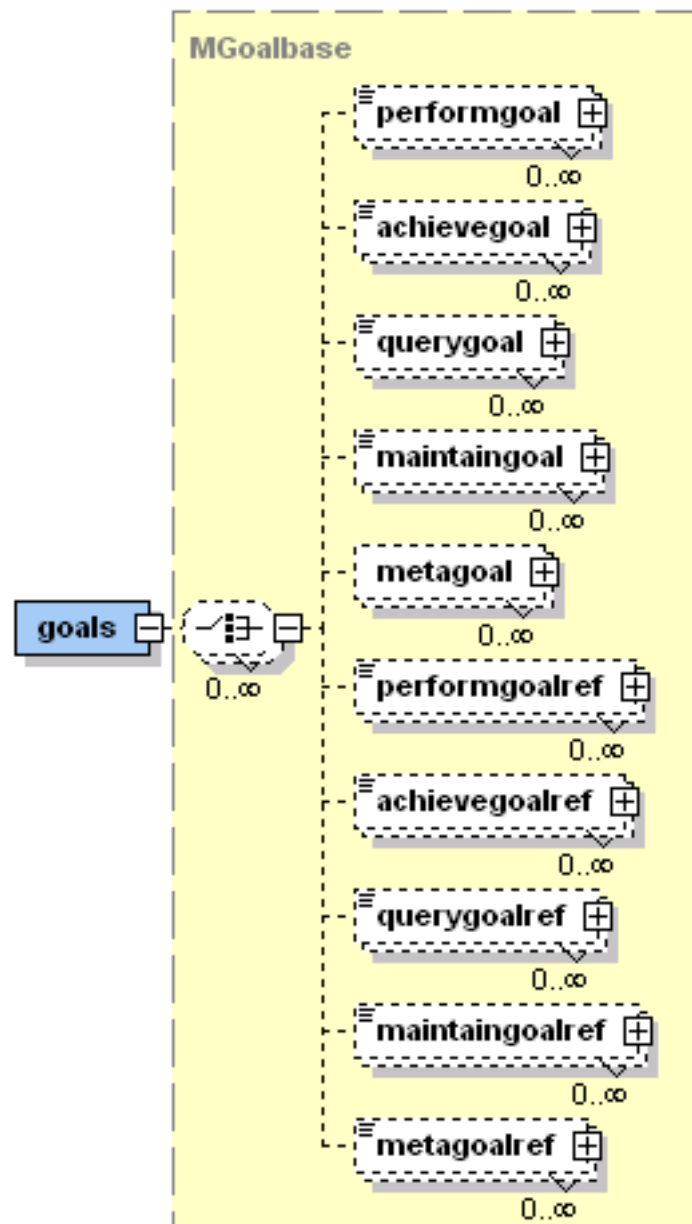 MGoalbase
performgoal
0..∞
achievegoal
0..∞
querygoal
0..∞
maintaingoal
0..∞
metagoal
0..∞
goals
0..∞
performgoalref
0..∞
achievegoalref
0..∞
querygoalref
0..∞
maintaingoalref
0..∞
metagoalref
0..∞